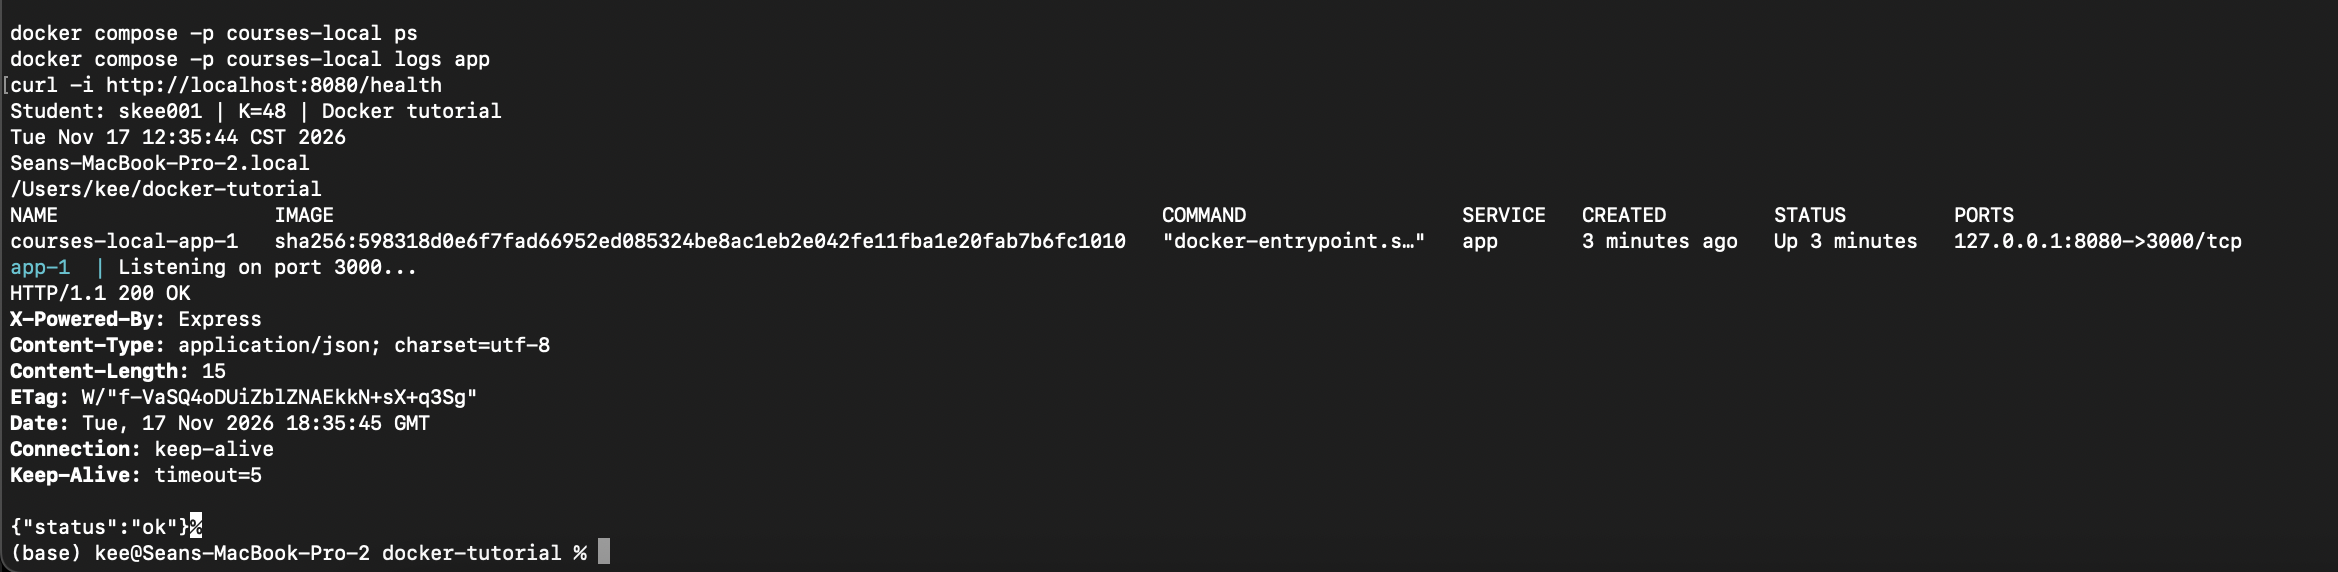 docker compose -p courses-local ps
docker compose -p courses-local logs app
[curl -i http://localhost:8080/health
Student: skee001 | K=48 | Docker tutorial
Tue Nov 17 12:35:44 CST 2026
Seans-MacBook-Pro-2.local
/Users/kee/docker-tutorial
NAME IMAGE COMMAND SERVICE CREATED STATUS PORTS
courses-local-app-1 sha256:598318d0e6f7fad66952ed085324be8ac1eb2e042fe11fba1e20fab7b6fc1010 "docker-entrypoint.s…" app 3 minutes ago Up 3 minutes 127.0.0.1:8080->3000/tcp
app-1 | Listening on port 3000...
HTTP/1.1 200 OK
X-Powered-By: Express
Content-Type: application/json; charset=utf-8
Content-Length: 15
ETag: W/"f-VaSQ4oDUiZblZNAEkkN+sX+q3Sg"
Date: Tue, 17 Nov 2026 18:35:45 GMT
Connection: keep-alive
Keep-Alive: timeout=5
{"status":"ok"}%
(base) kee@Seans-MacBook-Pro-2 docker-tutorial %